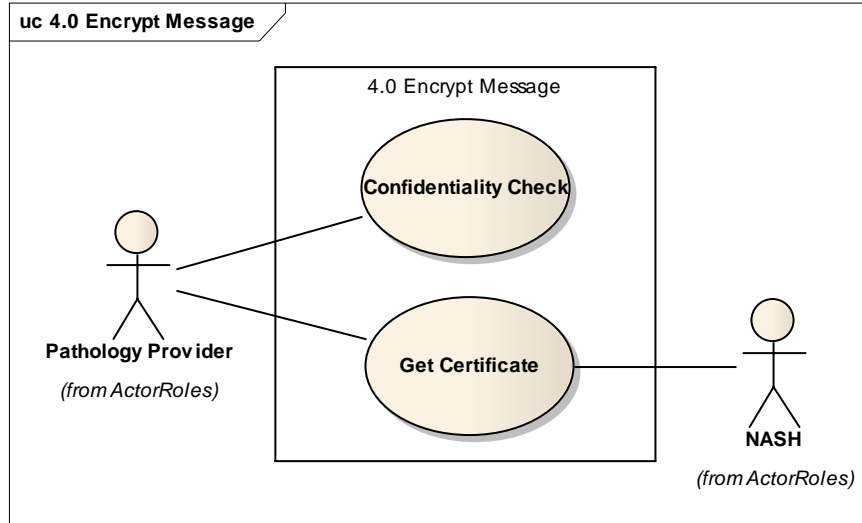 uc 4.0 Encrypt Message
4.0 Encrypt Message
Confidentiality Check
Get Certificate
Pathology Provider
(from ActorRoles)
NASH
(from ActorRoles)